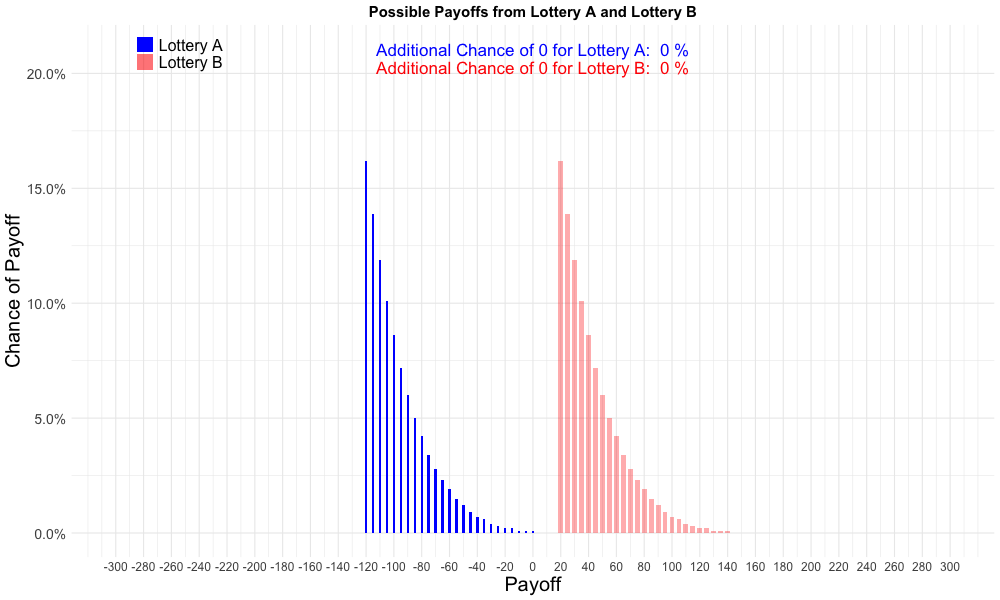 Possible Payoffs from Lottery A and Lottery B
Lottery A
Lottery B
Additional Chance of 0 for Lottery A:  0 %
Additional Chance of 0 for Lottery B:  0 %
Chance of Payoff
20.0%
15.0%
10.0%
5.0%
0.0%
-300 -280 -260 -240 -220 -200 -180 -160 -140 -120 -100 -80 -60 -40 -20 0 20 40 60 80 100 120 140 160 180 200 220 240 260 280 300
Payoff